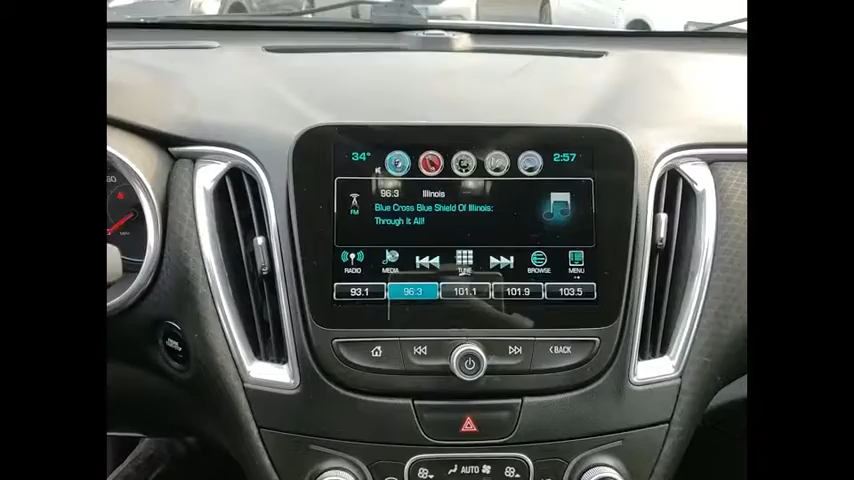 34° 2:57
96.3 Illinois
FM
Blue Cross Blue Shield Of Illinois:
Through It All!
RADIO MEDIA TUNE BROWSE MENU
93.1 96.3 101.1 101.9 103.5
BACK
AUTO